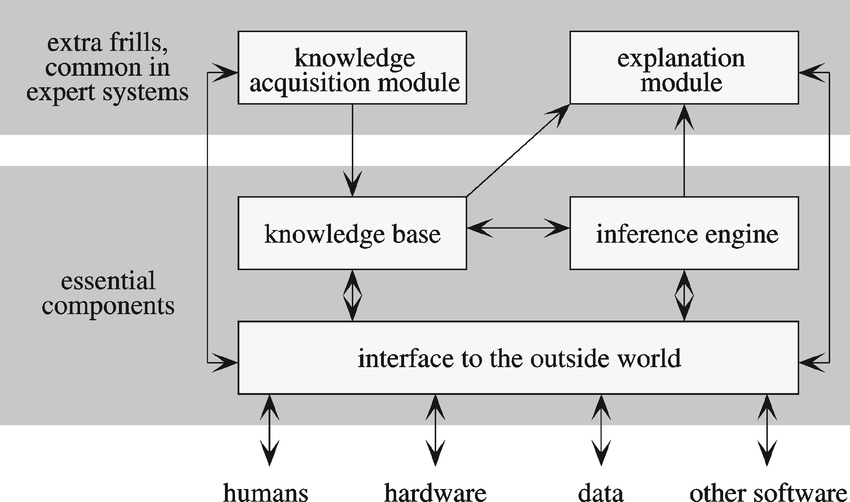 extra frills,
common in
expert systems
knowledge
acquisition module
explanation
module
essential
components
knowledge base
inference engine
interface to the outside world
humans
hardware
data
other software